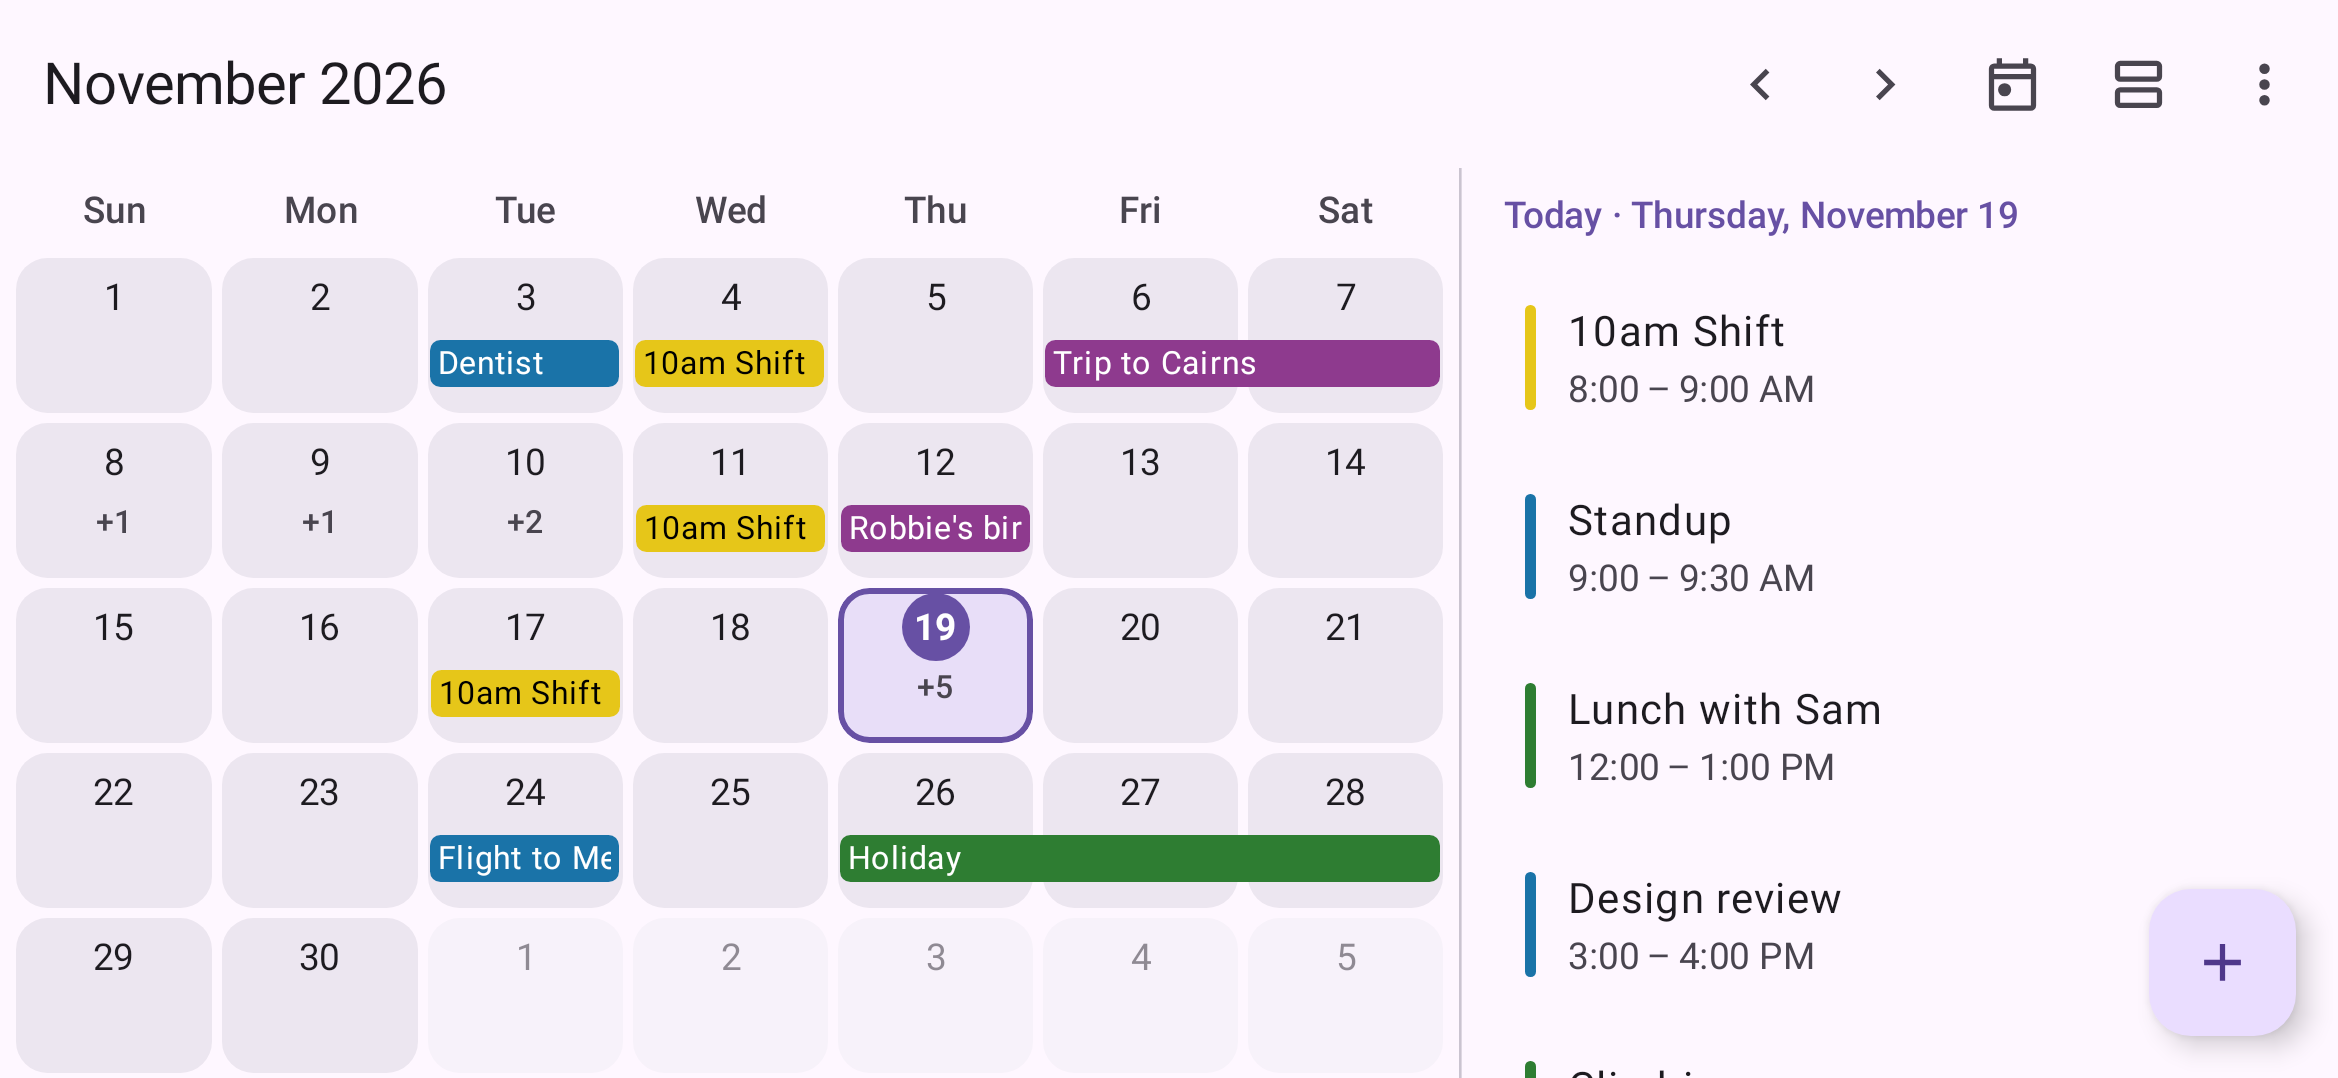 November 2026
Sun Mon Tue Wed Thu Fri Sat
1 2 3 4 5 6 7
Dentist 10am Shift Trip to Cairns
8 9 10 11 12 13 14
+1 +1 +2 10am Shift Robbie's bir
15 16 17 18 19 20 21
10am Shift +5
22 23 24 25 26 27 28
Flight to Me Holiday
29 30 1 2 3 4 5
Today · Thursday, November 19
10am Shift
8:00 – 9:00 AM
Standup
9:00 – 9:30 AM
Lunch with Sam
12:00 – 1:00 PM
Design review
3:00 – 4:00 PM